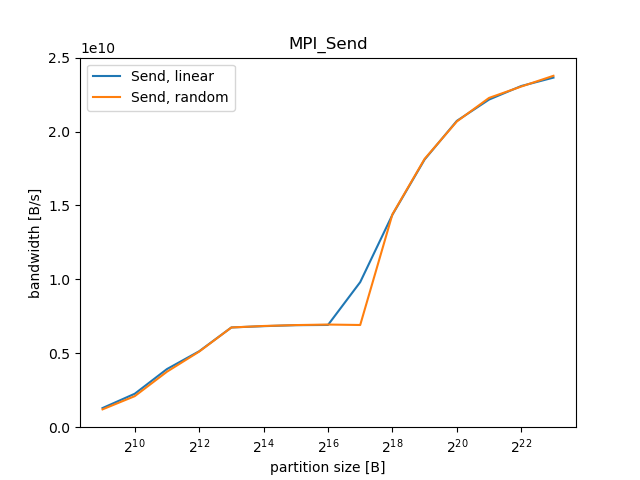 MPI_Send
1e10
2.5
2.0
1.5
1.0
0.5
0.0
bandwidth [B/s]
Send, linear
Send, random
2^10 2^12 2^14 2^16 2^18 2^20 2^22
partition size [B]